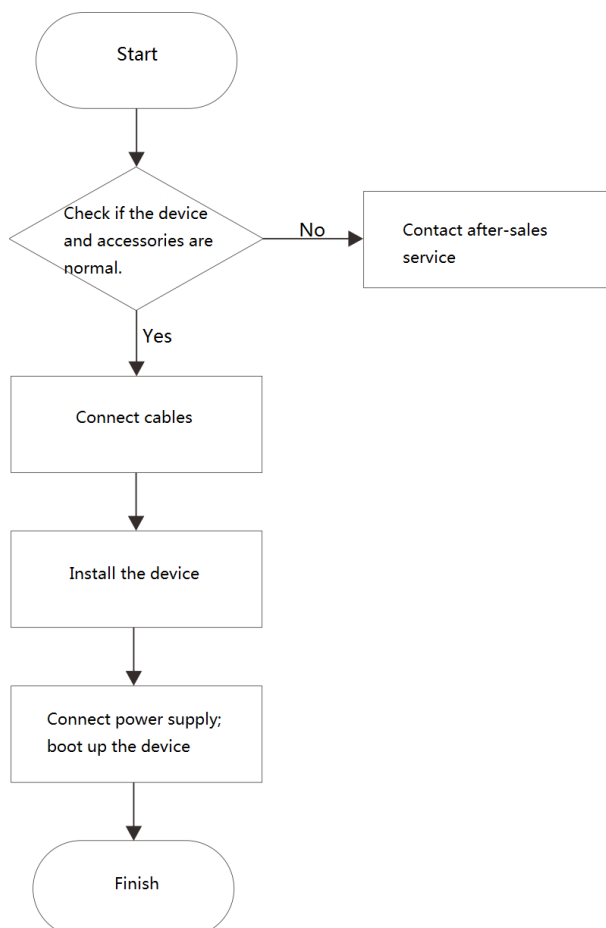 Start
Check if the device
and accessories are
normal.
No
Contact after-sales
service
Yes
Connect cables
Install the device
Connect power supply;
boot up the device
Finish